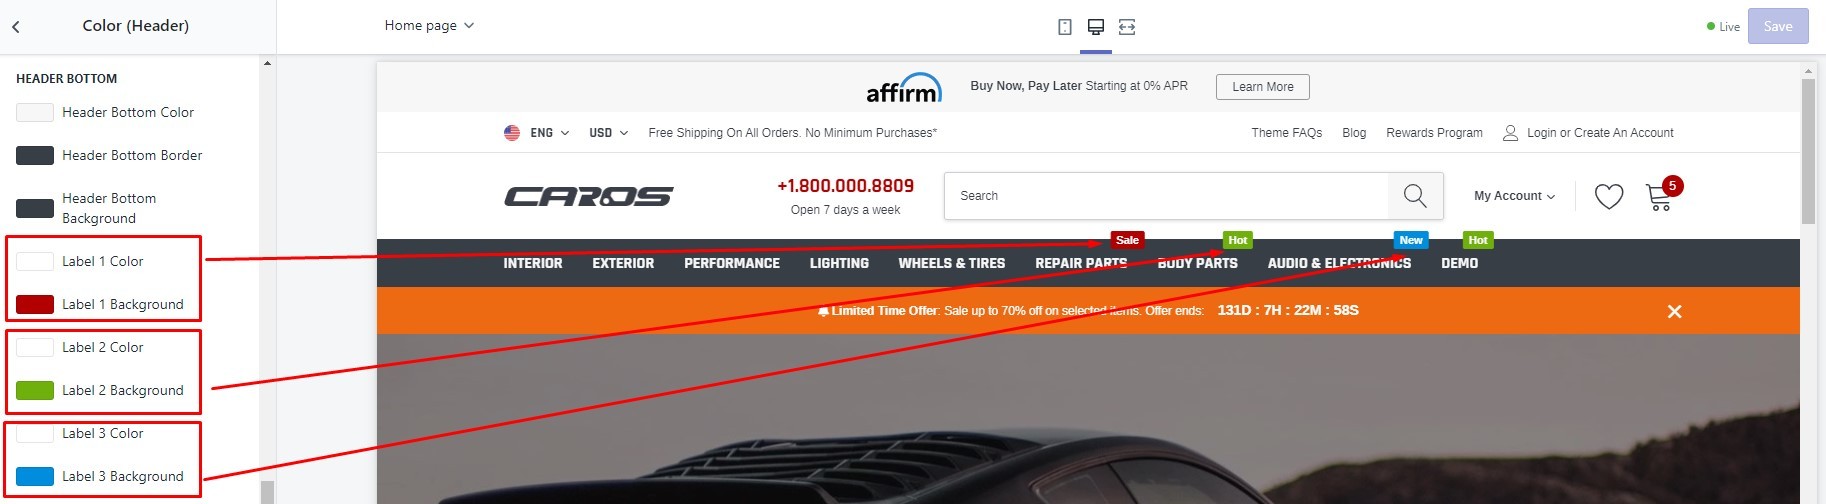 Color (Header)
Home page
Live
Save
HEADER BOTTOM
Header Bottom Color
Header Bottom Border
Header Bottom
Background
Label 1 Color
Label 1 Background
Label 2 Color
Label 2 Background
Label 3 Color
Label 3 Background
affirm
Buy Now, Pay Later Starting at 0% APR
Learn More
ENG
USD
Free Shipping On All Orders. No Minimum Purchases*
Theme FAQs
Blog
Rewards Program
Login or Create An Account
CAROS
+1.800.000.8809
Open 7 days a week
Search
My Account
5
Sale
Hot
New
Hot
INTERIOR
EXTERIOR
PERFORMANCE
LIGHTING
WHEELS & TIRES
REPAIR PARTS
BODY PARTS
AUDIO & ELECTRONICS
DEMO
Limited Time Offer: Sale up to 70% off on selected items. Offer ends: 131D : 7H : 22M : 58S